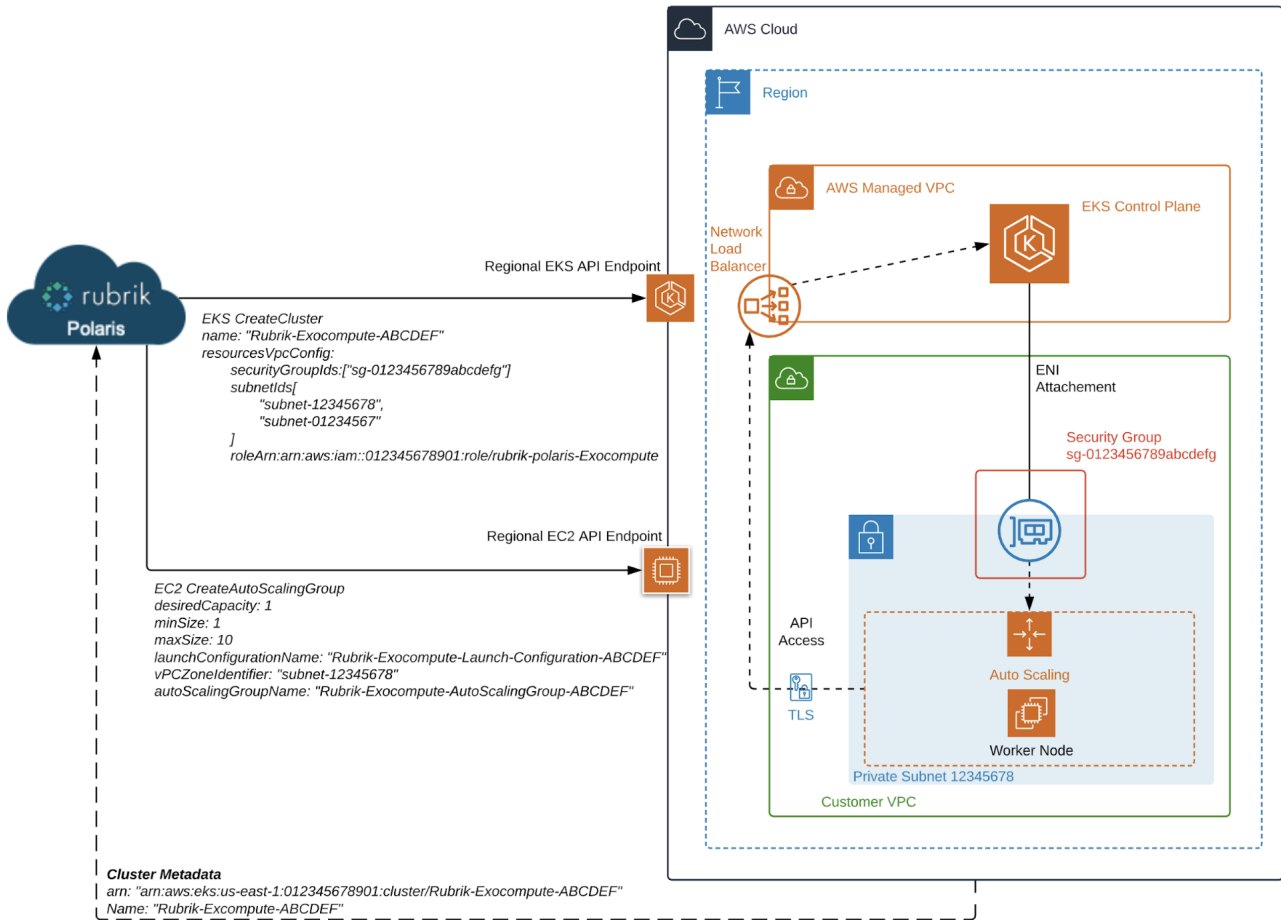 AWS Cloud
Region
AWS Managed VPC
EKS Control Plane
Network
Load
Balancer
Regional EKS API Endpoint
rubrik
Polaris
EKS CreateCluster
name: "Rubrik-Exocompute-ABCDEF"
resourcesVpcConfig:
securityGroupIds:["sg-0123456789abcdefg"]
subnetIds[
"subnet-12345678",
"subnet-01234567"
]
roleArn:arn:aws:iam::012345678901:role/rubrik-polaris-Exocompute
ENI
Attachement
Security Group
sg-0123456789abcdefg
Regional EC2 API Endpoint
EC2 CreateAutoScalingGroup
desiredCapacity: 1
minSize: 1
maxSize: 10
launchConfigurationName: "Rubrik-Exocompute-Launch-Configuration-ABCDEF"
vPCZoneIdentifier: "subnet-12345678"
autoScalingGroupName: "Rubrik-Exocompute-AutoScalingGroup-ABCDEF"
API
Access
TLS
Auto Scaling
Worker Node
Private Subnet 12345678
Customer VPC
Cluster Metadata
arn: "arn:aws:eks:us-east-1:012345678901:cluster/Rubrik-Exocompute-ABCDEF"
Name: "Rubrik-Excompute-ABCDEF"